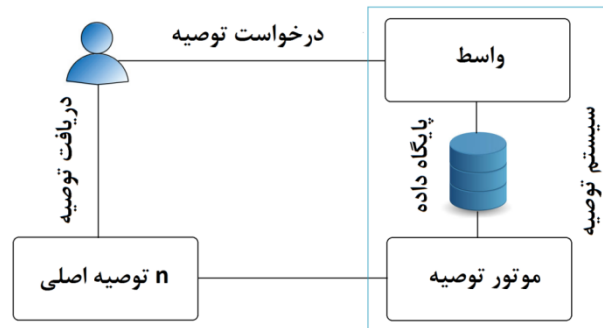 درخواست توصیه
واسط
دریافت توصیه
پایگاه داده
سیستم توصیه
n توصیه اصلی
موتور توصیه